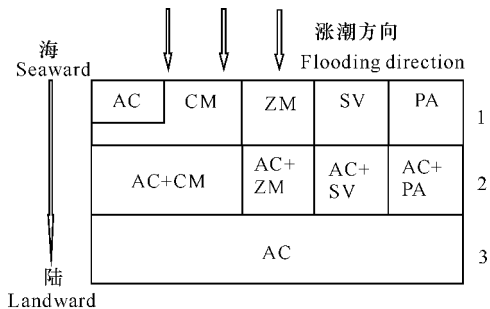 海
Seaward
涨潮方向
Flooding direction
AC
CM
ZM
SV
PA
1
AC+CM
AC+
ZM
AC+
SV
AC+
PA
2
AC
3
陆
Landward